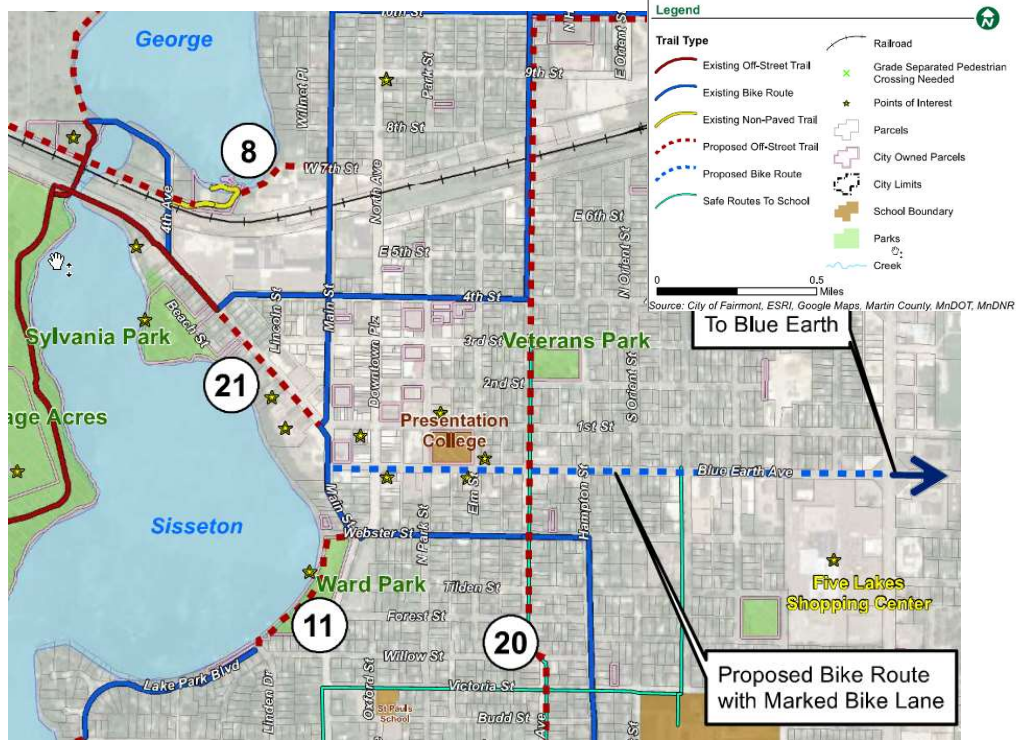 Legend
N
Trail Type
Existing Off-Street Trail
Existing Bike Route
Existing Non-Paved Trail
Proposed Off-Street Trail
Proposed Bike Route
Safe Routes To School
Railroad
Grade Separated Pedestrian
Crossing Needed
Points of Interest
Parcels
City Owned Parcels
City Limits
School Boundary
Parks
Creek
0 0.5
Miles
Source: City of Fairmont, ESRI, Google Maps, Martin County, MnDOT, MnDNR
10th St
George
Willnet Pl
Park St
N H
E Orient St
9th St
8th St
8
W 7th St
North Ave
4th Ave
E 6th St
E 5th St
N Orient St
Main St
4th St
Lincoln St
Beach St
Sylvania Park
Downtown Plz
3rd St
Veterans Park
To Blue Earth
2nd St
S Orient St
21
age Acres
Presentation
College
1st St
Blue Earth Ave
Elm St
Hampton St
W
Main St
Sisseton
Webster St
N Park St
Ward Park
Tilden St
Five Lakes
Shopping Center
11
Forest St
20
Willow St
Lake Park Blvd
Linden Dr
Oxford St
Victoria St
St Pauls
School
Budd St
Ave
Proposed Bike Route
with Marked Bike Lane